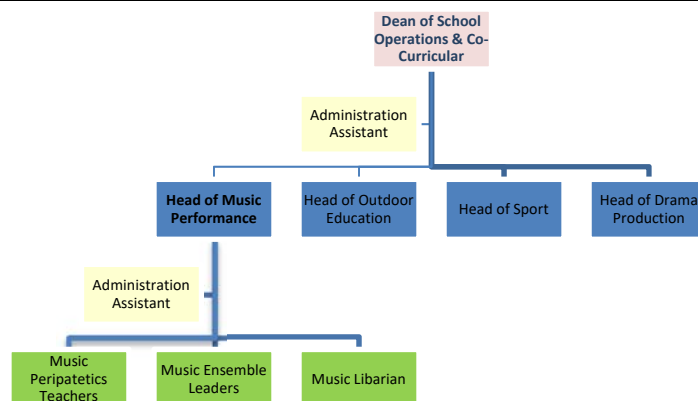 Dean of School
Operations & Co-
Curricular
Administration
Assistant
Head of Music
Performance
Head of Outdoor
Education
Head of Sport
Head of Drama
Production
Administration
Assistant
Music
Peripatetics
Teachers
Music Ensemble
Leaders
Music Libarian